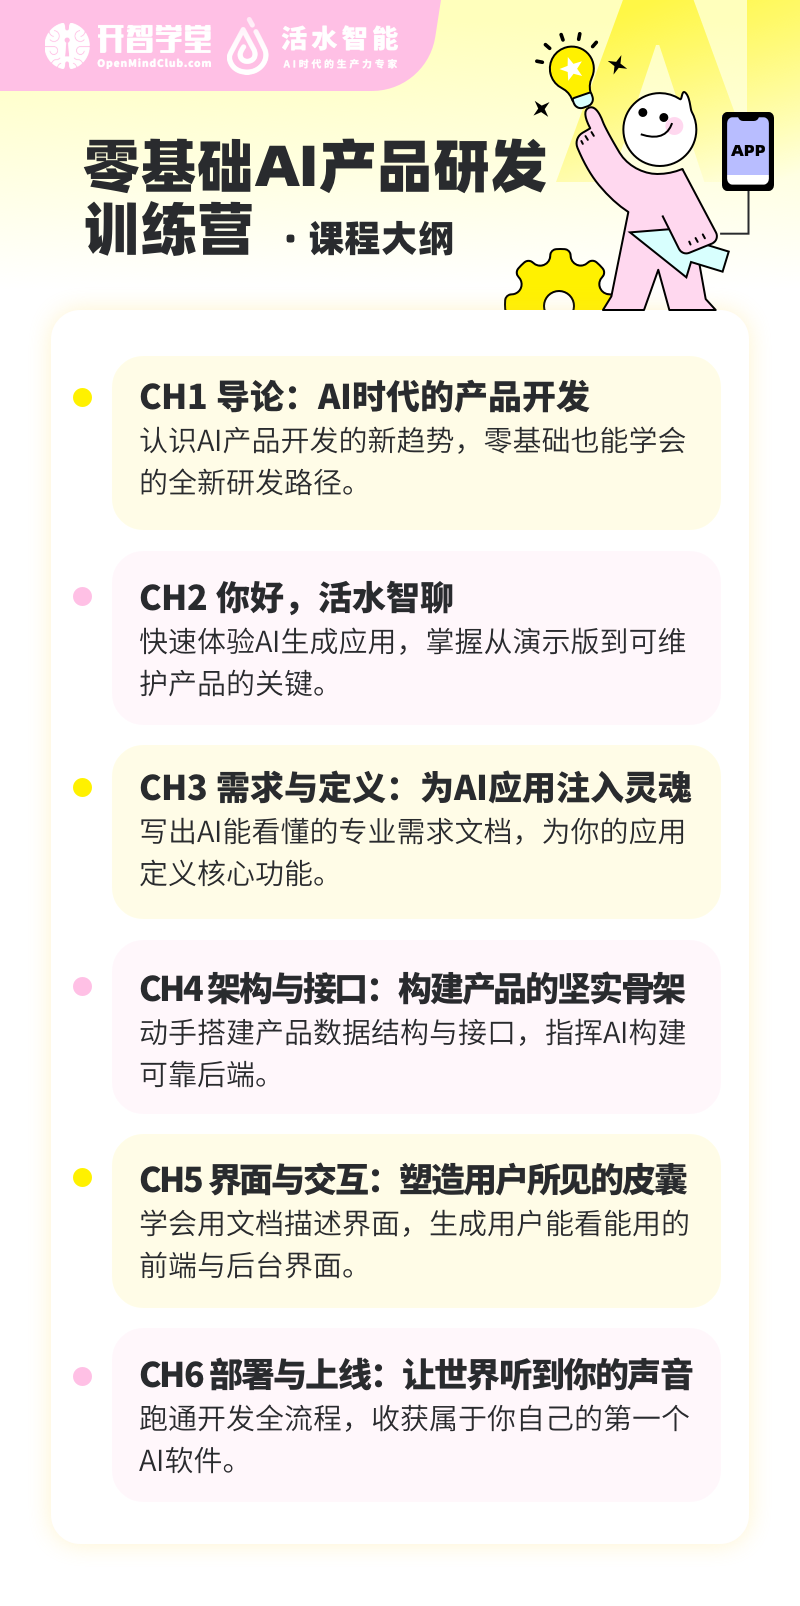 开智学堂
OpenMindClub.com
活水智能
AI时代的生产力专家
APP
零基础AI产品研发
训练营 · 课程大纲
CH1 导论：AI时代的产品开发
认识AI产品开发的新趋势，零基础也能学会
的全新研发路径。
CH2 你好，活水智聊
快速体验AI生成应用，掌握从演示版到可维
护产品的关键。
CH3 需求与定义：为AI应用注入灵魂
写出AI能看懂的专业需求文档，为你的应用
定义核心功能。
CH4 架构与接口：构建产品的坚实骨架
动手搭建产品数据结构与接口，指挥AI构建
可靠后端。
CH5 界面与交互：塑造用户所见的皮囊
学会用文档描述界面，生成用户能看能用的
前端与后台界面。
CH6 部署与上线：让世界听到你的声音
跑通开发全流程，收获属于你自己的第一个
AI软件。